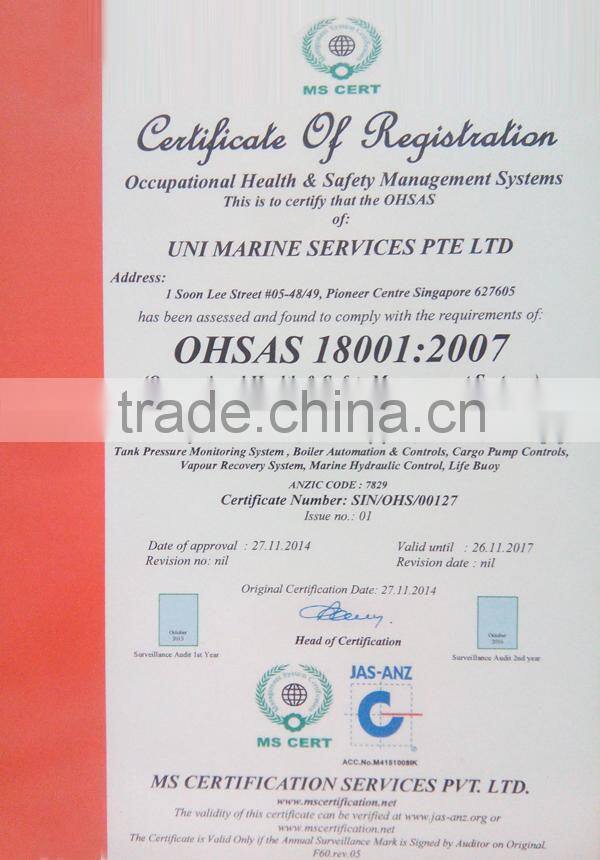 MS CERT
Certificate Of Registration
Occupational Health & Safety Management Systems
This is to certify that the OHSAS
of:
UNI MARINE SERVICES PTE LTD
Address:
1 Soon Lee Street #05-48/49, Pioneer Centre Singapore 627605
has been assessed and found to comply with the requirements of:
OHSAS 18001:2007
trade.cncthk.com
Tank Pressure Monitoring System , Boiler Automation & Controls, Cargo Pump Controls,
Vapour Recovery System, Marine Hydraulic Control, Life Buoy
ANZIC CODE : 7829
Certificate Number: SIN/OHS/00127
Issue no.: 01
Date of approval : 27.11.2014 Valid until : 26.11.2017
Revision no: nil Revision date : nil
Original Certification Date: 27.11.2014
October
2015
October
2016
Head of Certification
Surveillance Audit 1st Year
Surveillance Audit 2nd year
JAS-ANZ
MS CERT
MS CERTIFICATION SERVICES PVT. LTD.
www.mscertification.net
The validity of this certificate can be verified at www.jas-anz.org or
www.mscertification.net
The Certificate is Valid Only if the Annual Surveillance Mark is Signed by Auditor on Original.
F60.rev.05